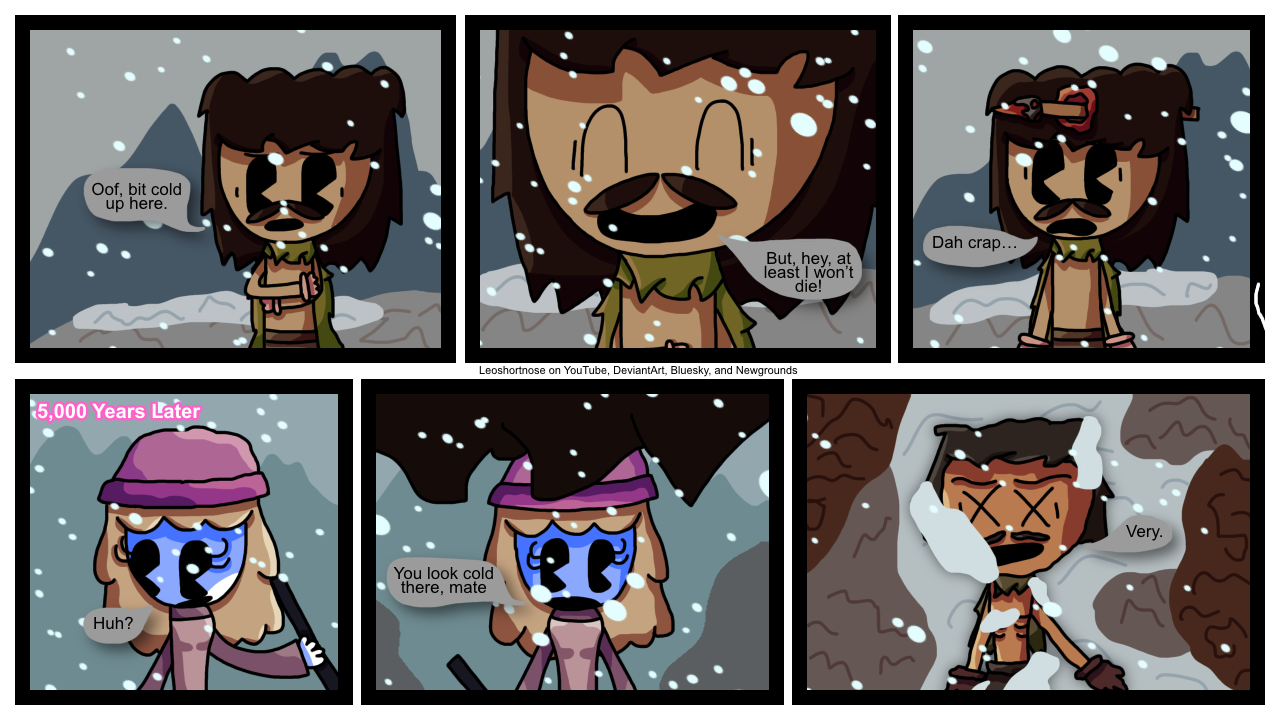 Oof, bit cold
up here.
But, hey, at
least I won't
die!
Dah crap...
Leoshortnose on YouTube, DeviantArt, Bluesky, and Newgrounds
5,000 Years Later
Huh?
You look cold
there, mate
Very.